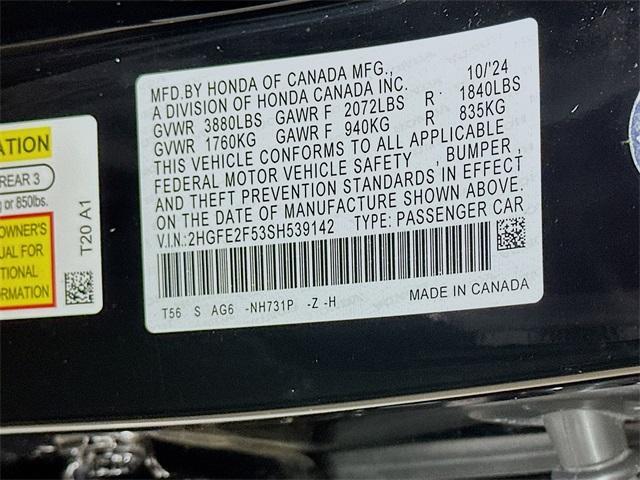 ATION
REAR 3
g or 850lbs.
OWNER'S
UAL FOR
TIONAL
ORMATION
T20 A1
MFD.BY HONDA OF CANADA MFG.,
A DIVISION OF HONDA CANADA INC. 10/'24
GVWR 3880LBS GAWR F 2072LBS R 1840LBS
GVWR 1760KG GAWR F 940KG R 835KG
THIS VEHICLE CONFORMS TO ALL APPLICABLE
FEDERAL MOTOR VEHICLE SAFETY , BUMPER ,
AND THEFT PREVENTION STANDARDS IN EFFECT
ON THE DATE OF MANUFACTURE SHOWN ABOVE.
V.I.N.:2HGFE2F53SH539142 TYPE: PASSENGER CAR
T56 S AG6 -NH731P -Z -H
MADE IN CANADA